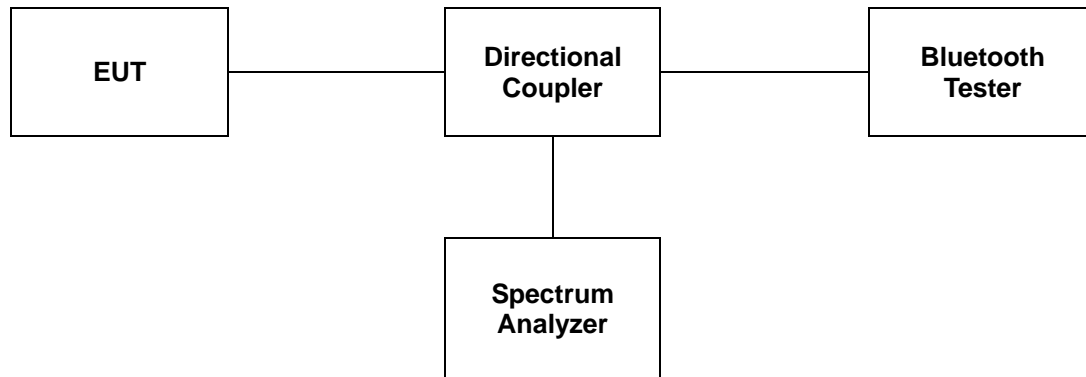 EUT
Directional
Coupler
Bluetooth
Tester
Spectrum
Analyzer